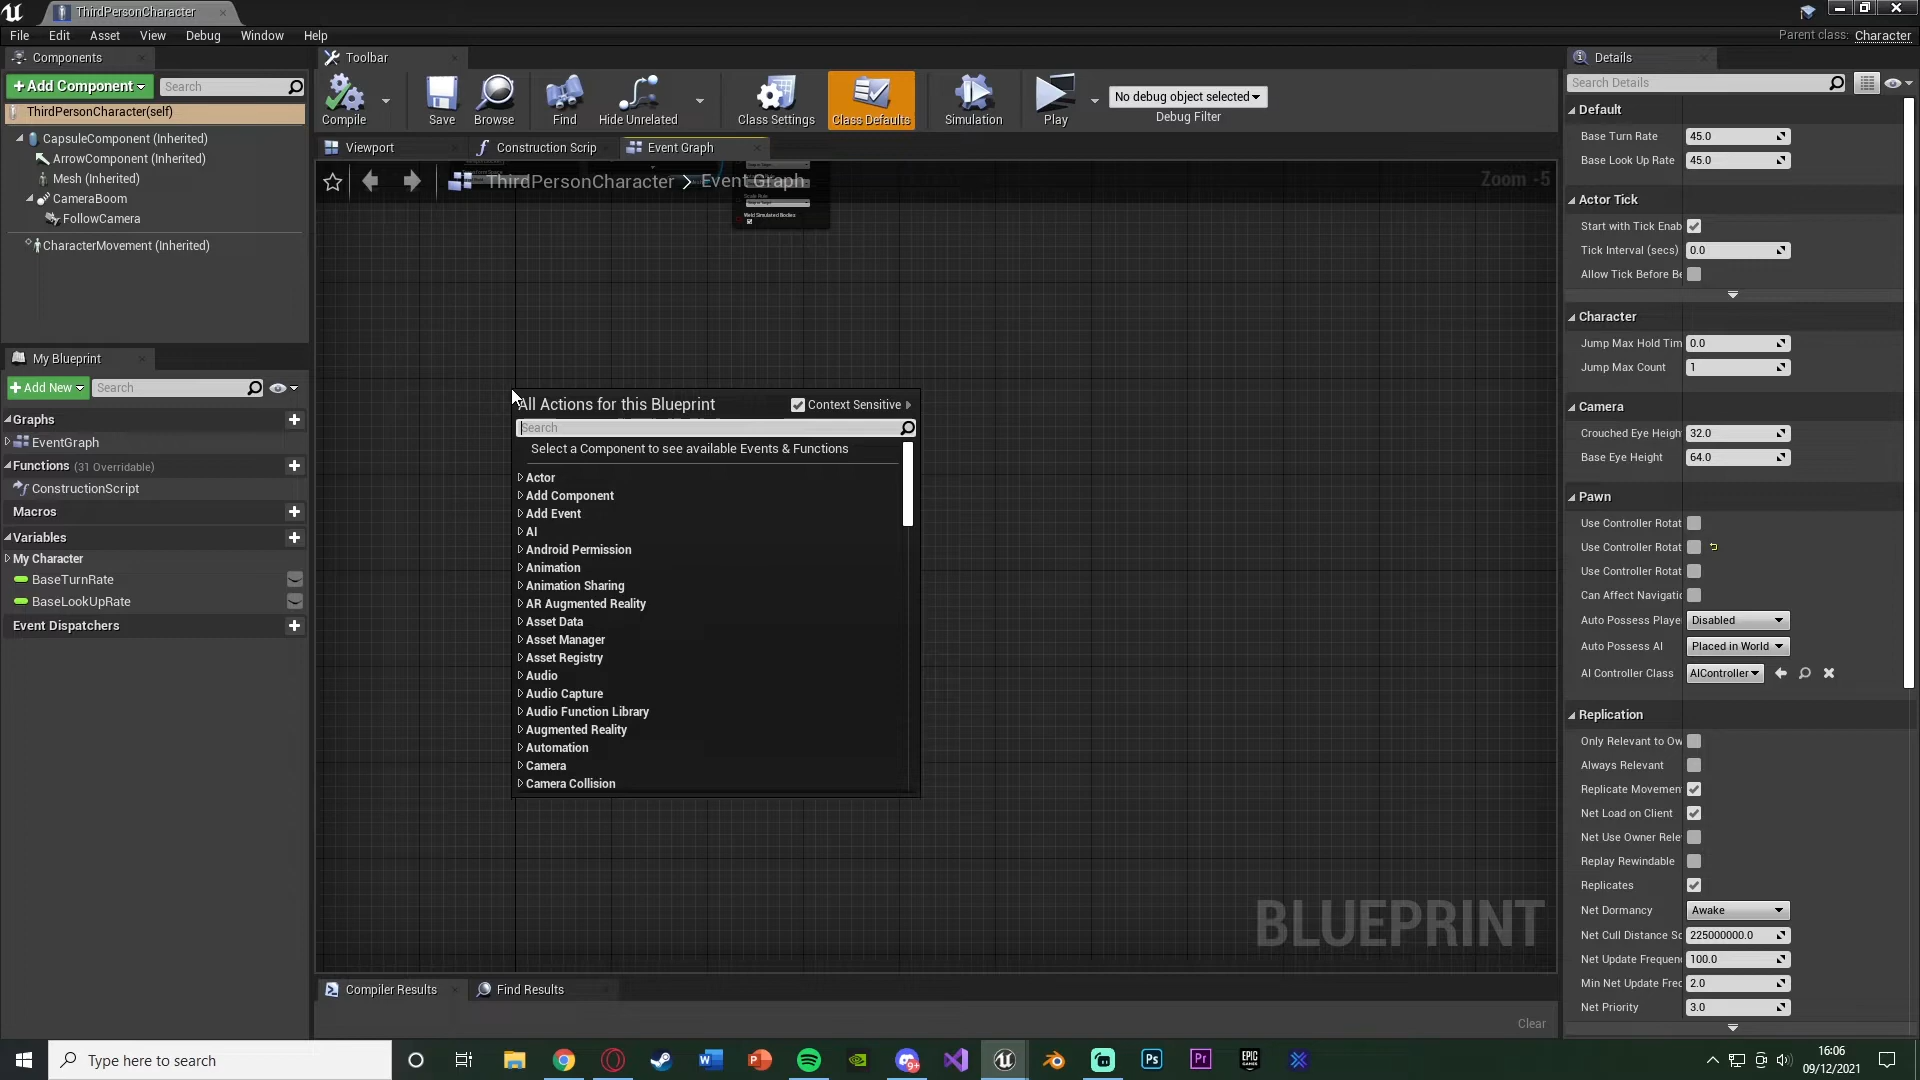 ThirdPersonCharacter
File Edit Asset View Debug Window Help
Parent class: Character
Components
+ Add Component
Search
ThirdPersonCharacter(self)
CapsuleComponent (Inherited)
ArrowComponent (Inherited)
Mesh (Inherited)
CameraBoom
FollowCamera
CharacterMovement (Inherited)
My Blueprint
+ Add New
Search
Graphs
EventGraph
Functions (31 Overridable)
ConstructionScript
Macros
Variables
My Character
BaseTurnRate
BaseLookUpRate
Event Dispatchers
Toolbar
Compile
Save
Browse
Find
Hide Unrelated
Class Settings
Class Defaults
Simulation
Play
No debug object selected
Debug Filter
Viewport
Construction Scrip
Event Graph
ThirdPersonCharacter > Event Graph
Zoom -5
Weld Simulated Bodies
All Actions for this Blueprint
Context Sensitive
Search
Select a Component to see available Events & Functions
Actor
Add Component
Add Event
AI
Android Permission
Animation
Animation Sharing
AR Augmented Reality
Asset Data
Asset Manager
Asset Registry
Audio
Audio Capture
Audio Function Library
Augmented Reality
Automation
Camera
Camera Collision
BLUEPRINT
Compiler Results
Find Results
Clear
Details
Search Details
Default
Base Turn Rate 45.0
Base Look Up Rate 45.0
Actor Tick
Start with Tick Enab
Tick Interval (secs) 0.0
Allow Tick Before Be
Character
Jump Max Hold Tim 0.0
Jump Max Count 1
Camera
Crouched Eye Heigh 32.0
Base Eye Height 64.0
Pawn
Use Controller Rotat
Use Controller Rotat
Use Controller Rotat
Can Affect Navigatio
Auto Possess Playe Disabled
Auto Possess AI Placed in World
AI Controller Class AIController
Replication
Only Relevant to Ow
Always Relevant
Replicate Movemen
Net Load on Client
Net Use Owner Rele
Replay Rewindable
Replicates
Net Dormancy Awake
Net Cull Distance Sc 225000000.0
Net Update Frequen 100.0
Min Net Update Fre 2.0
Net Priority 3.0
Type here to search
16:06
09/12/2021